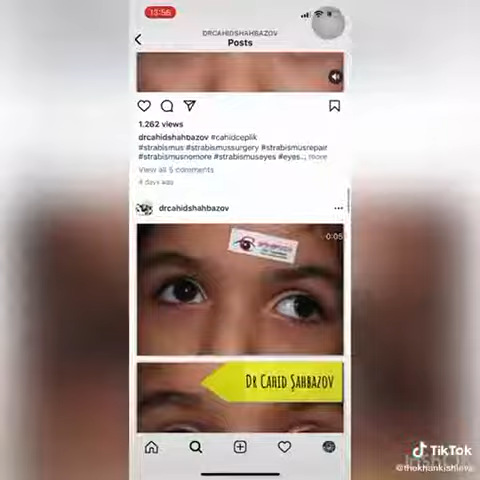 13:56
DRCAHIDSHAHBAZOV
Posts
1.262 views
drcahidshahbazov #cahidceplik
#strabismus #strabismussurgery #strabismusrepair
#strabismusnomore #strabismuseyes #eyes... more
View all 5 comments
4 days ago
drcahidshahbazov
0:05
DR CAHID ŞAHBAZOV
TikTok